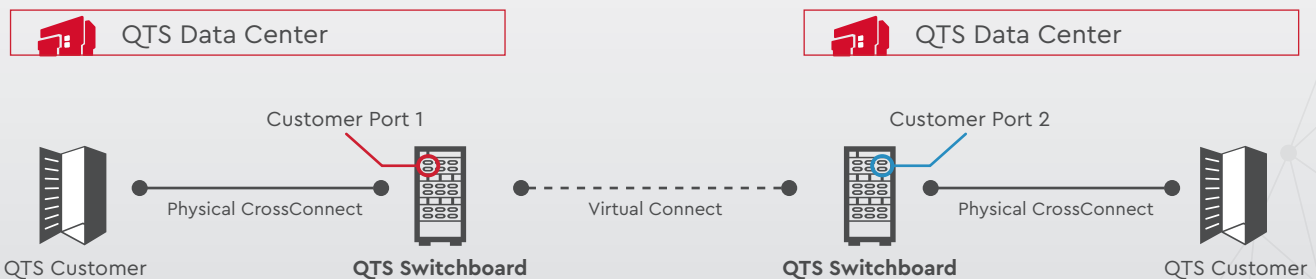 QTS Data Center
QTS Data Center
Customer Port 1
Customer Port 2
Physical CrossConnect
Virtual Connect
Physical CrossConnect
QTS Customer
QTS Switchboard
QTS Switchboard
QTS Customer